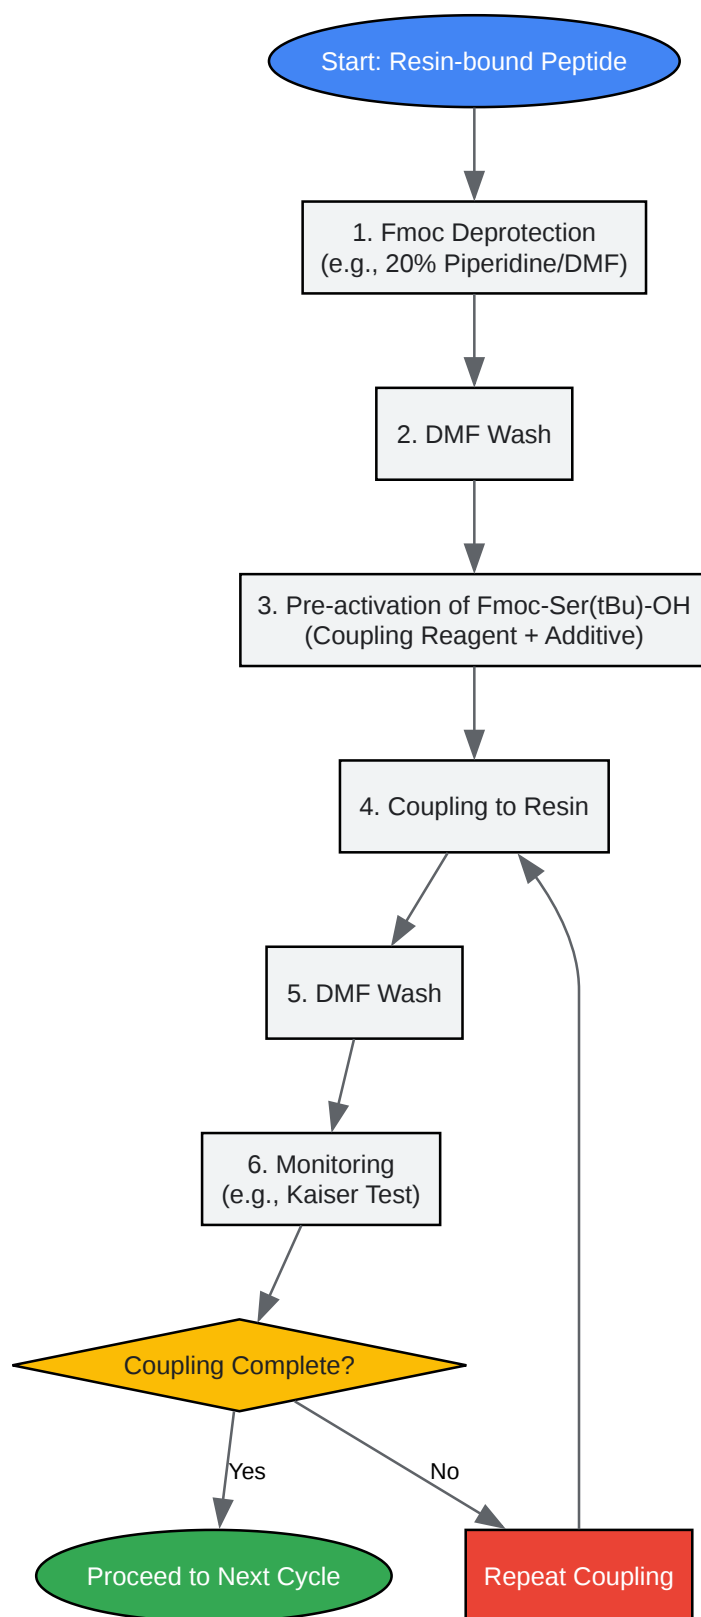 Start: Resin-bound Peptide
1. Fmoc Deprotection
(e.g., 20% Piperidine/DMF)
2. DMF Wash
3. Pre-activation of Fmoc-Ser(tBu)-OH
(Coupling Reagent + Additive)
4. Coupling to Resin
5. DMF Wash
6. Monitoring
(e.g., Kaiser Test)
Coupling Complete?
Yes
No
Proceed to Next Cycle
Repeat Coupling